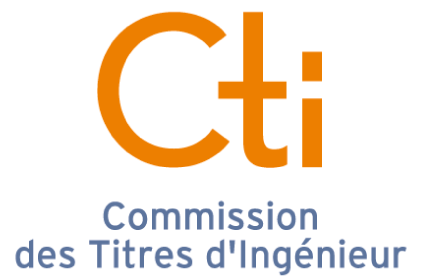 Cti
Commission
des Titres d'Ingénieur